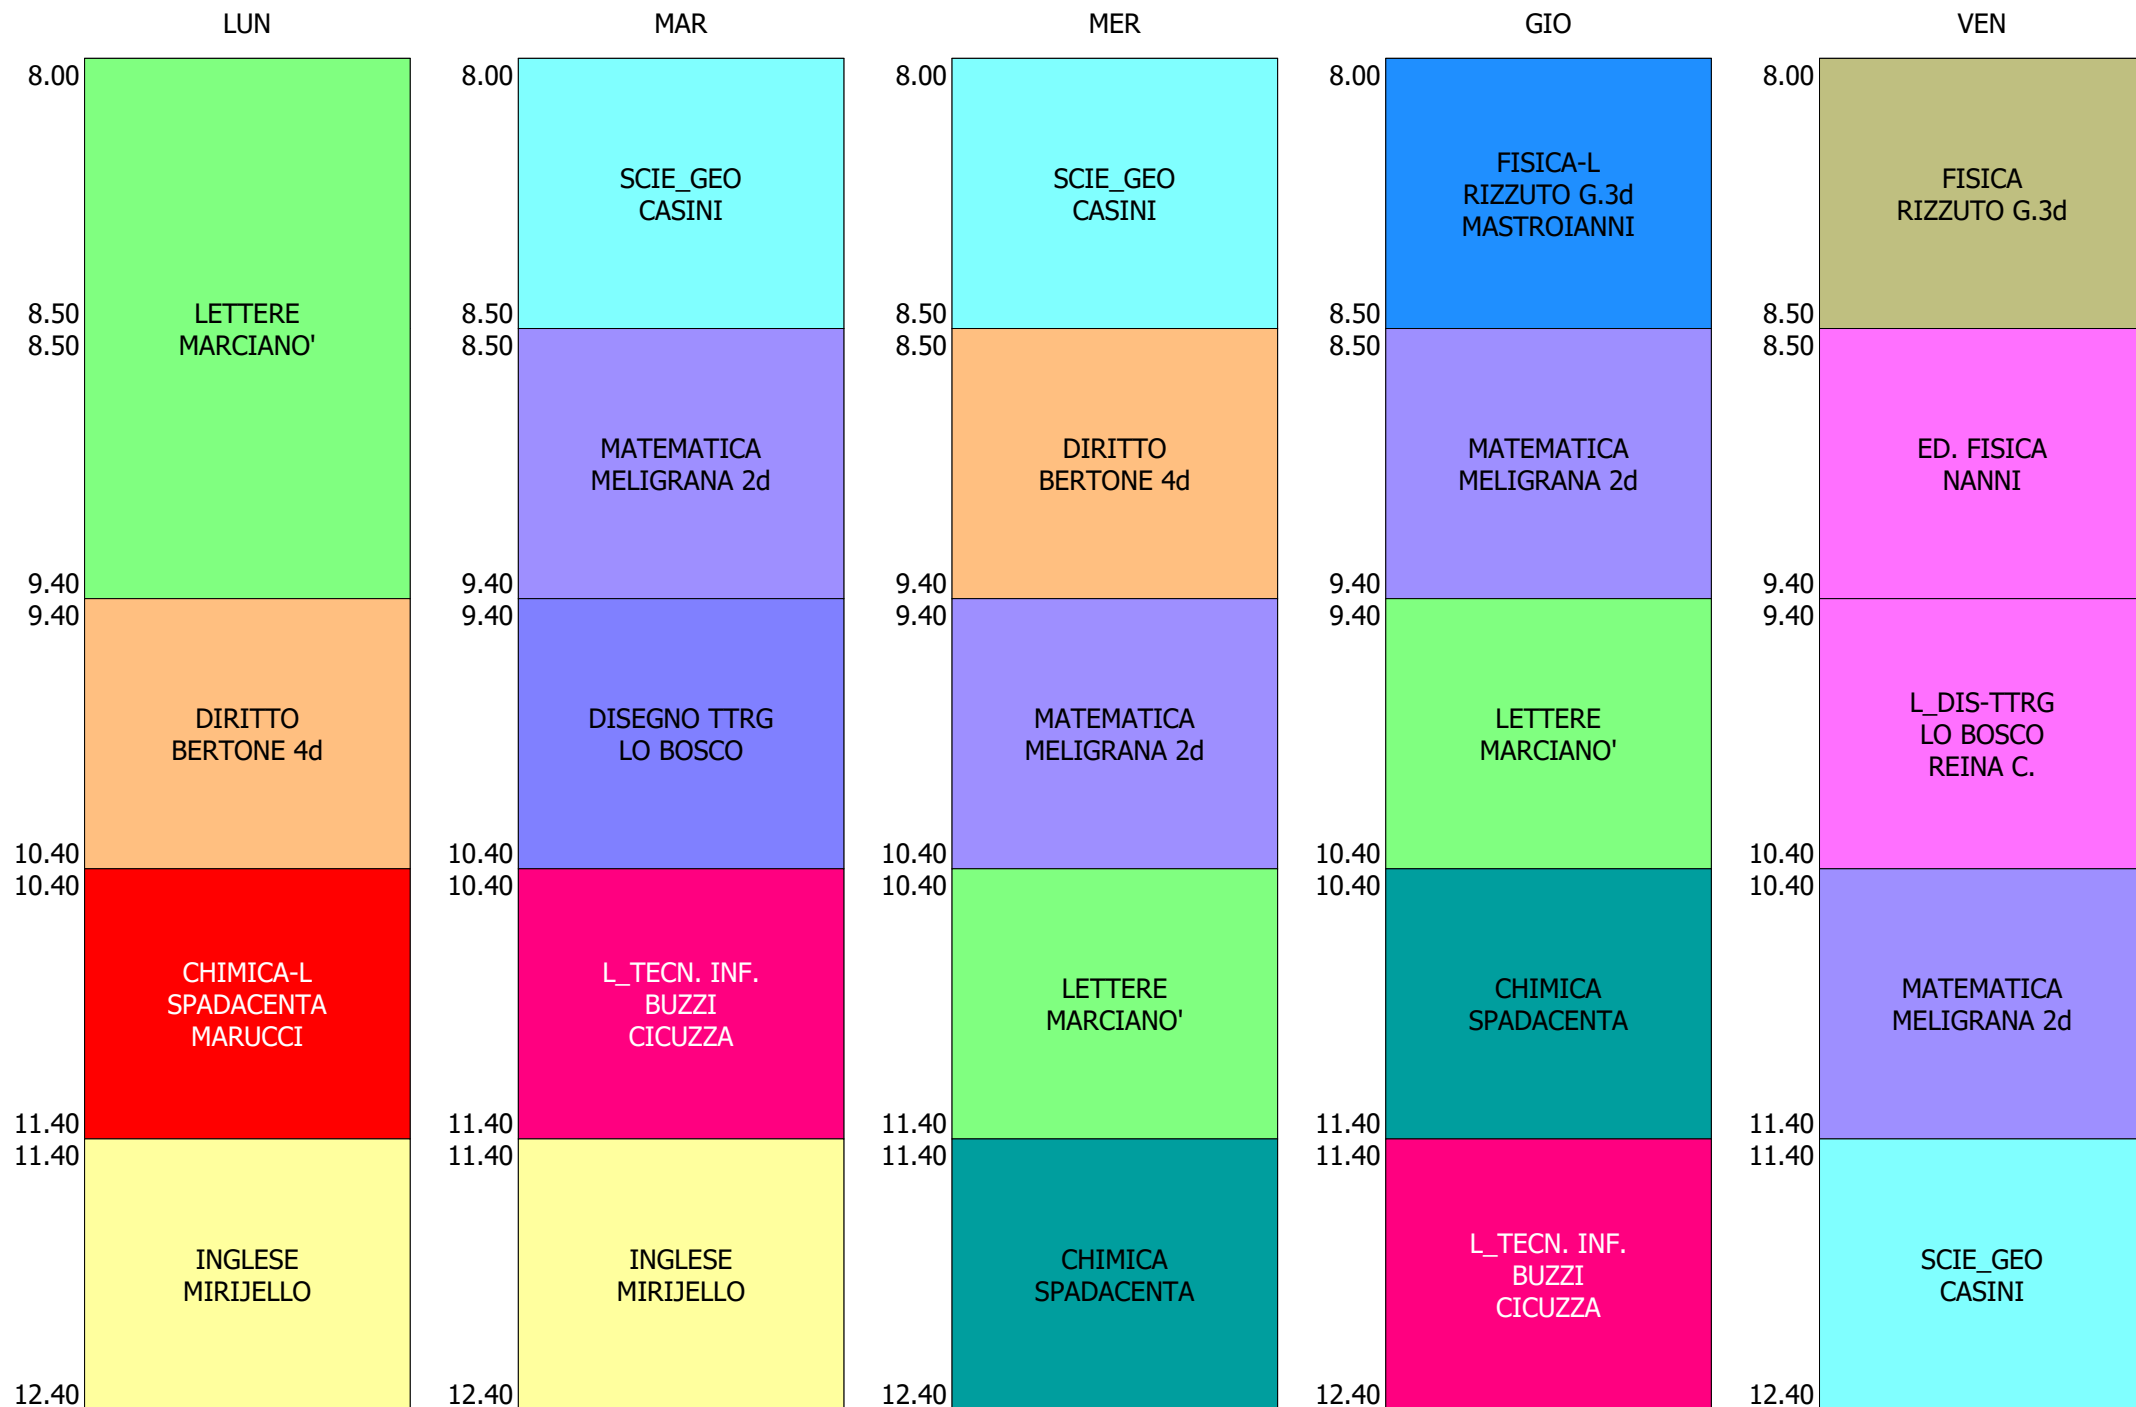 LUN
MAR
MER
GIO
VEN
8.00
8.50
8.50
9.40
9.40
10.40
10.40
11.40
11.40
12.40
LETTERE
MARCIANO'
DIRITTO
BERTONE 4d
CHIMICA-L
SPADACENTA
MARUCCI
INGLESE
MIRIJELLO
8.00
8.50
8.50
9.40
9.40
10.40
10.40
11.40
11.40
12.40
SCIE_GEO
CASINI
MATEMATICA
MELIGRANA 2d
DISEGNO TTRG
LO BOSCO
L_TECN. INF.
BUZZI
CICUZZA
INGLESE
MIRIJELLO
8.00
8.50
8.50
9.40
9.40
10.40
10.40
11.40
11.40
12.40
SCIE_GEO
CASINI
DIRITTO
BERTONE 4d
MATEMATICA
MELIGRANA 2d
LETTERE
MARCIANO'
CHIMICA
SPADACENTA
8.00
8.50
8.50
9.40
9.40
10.40
10.40
11.40
11.40
12.40
FISICA-L
RIZZUTO G.3d
MASTROIANNI
MATEMATICA
MELIGRANA 2d
LETTERE
MARCIANO'
CHIMICA
SPADACENTA
L_TECN. INF.
BUZZI
CICUZZA
8.00
8.50
8.50
9.40
9.40
10.40
10.40
11.40
11.40
12.40
FISICA
RIZZUTO G.3d
ED. FISICA
NANNI
L_DIS-TTRG
LO BOSCO
REINA C.
MATEMATICA
MELIGRANA 2d
SCIE_GEO
CASINI